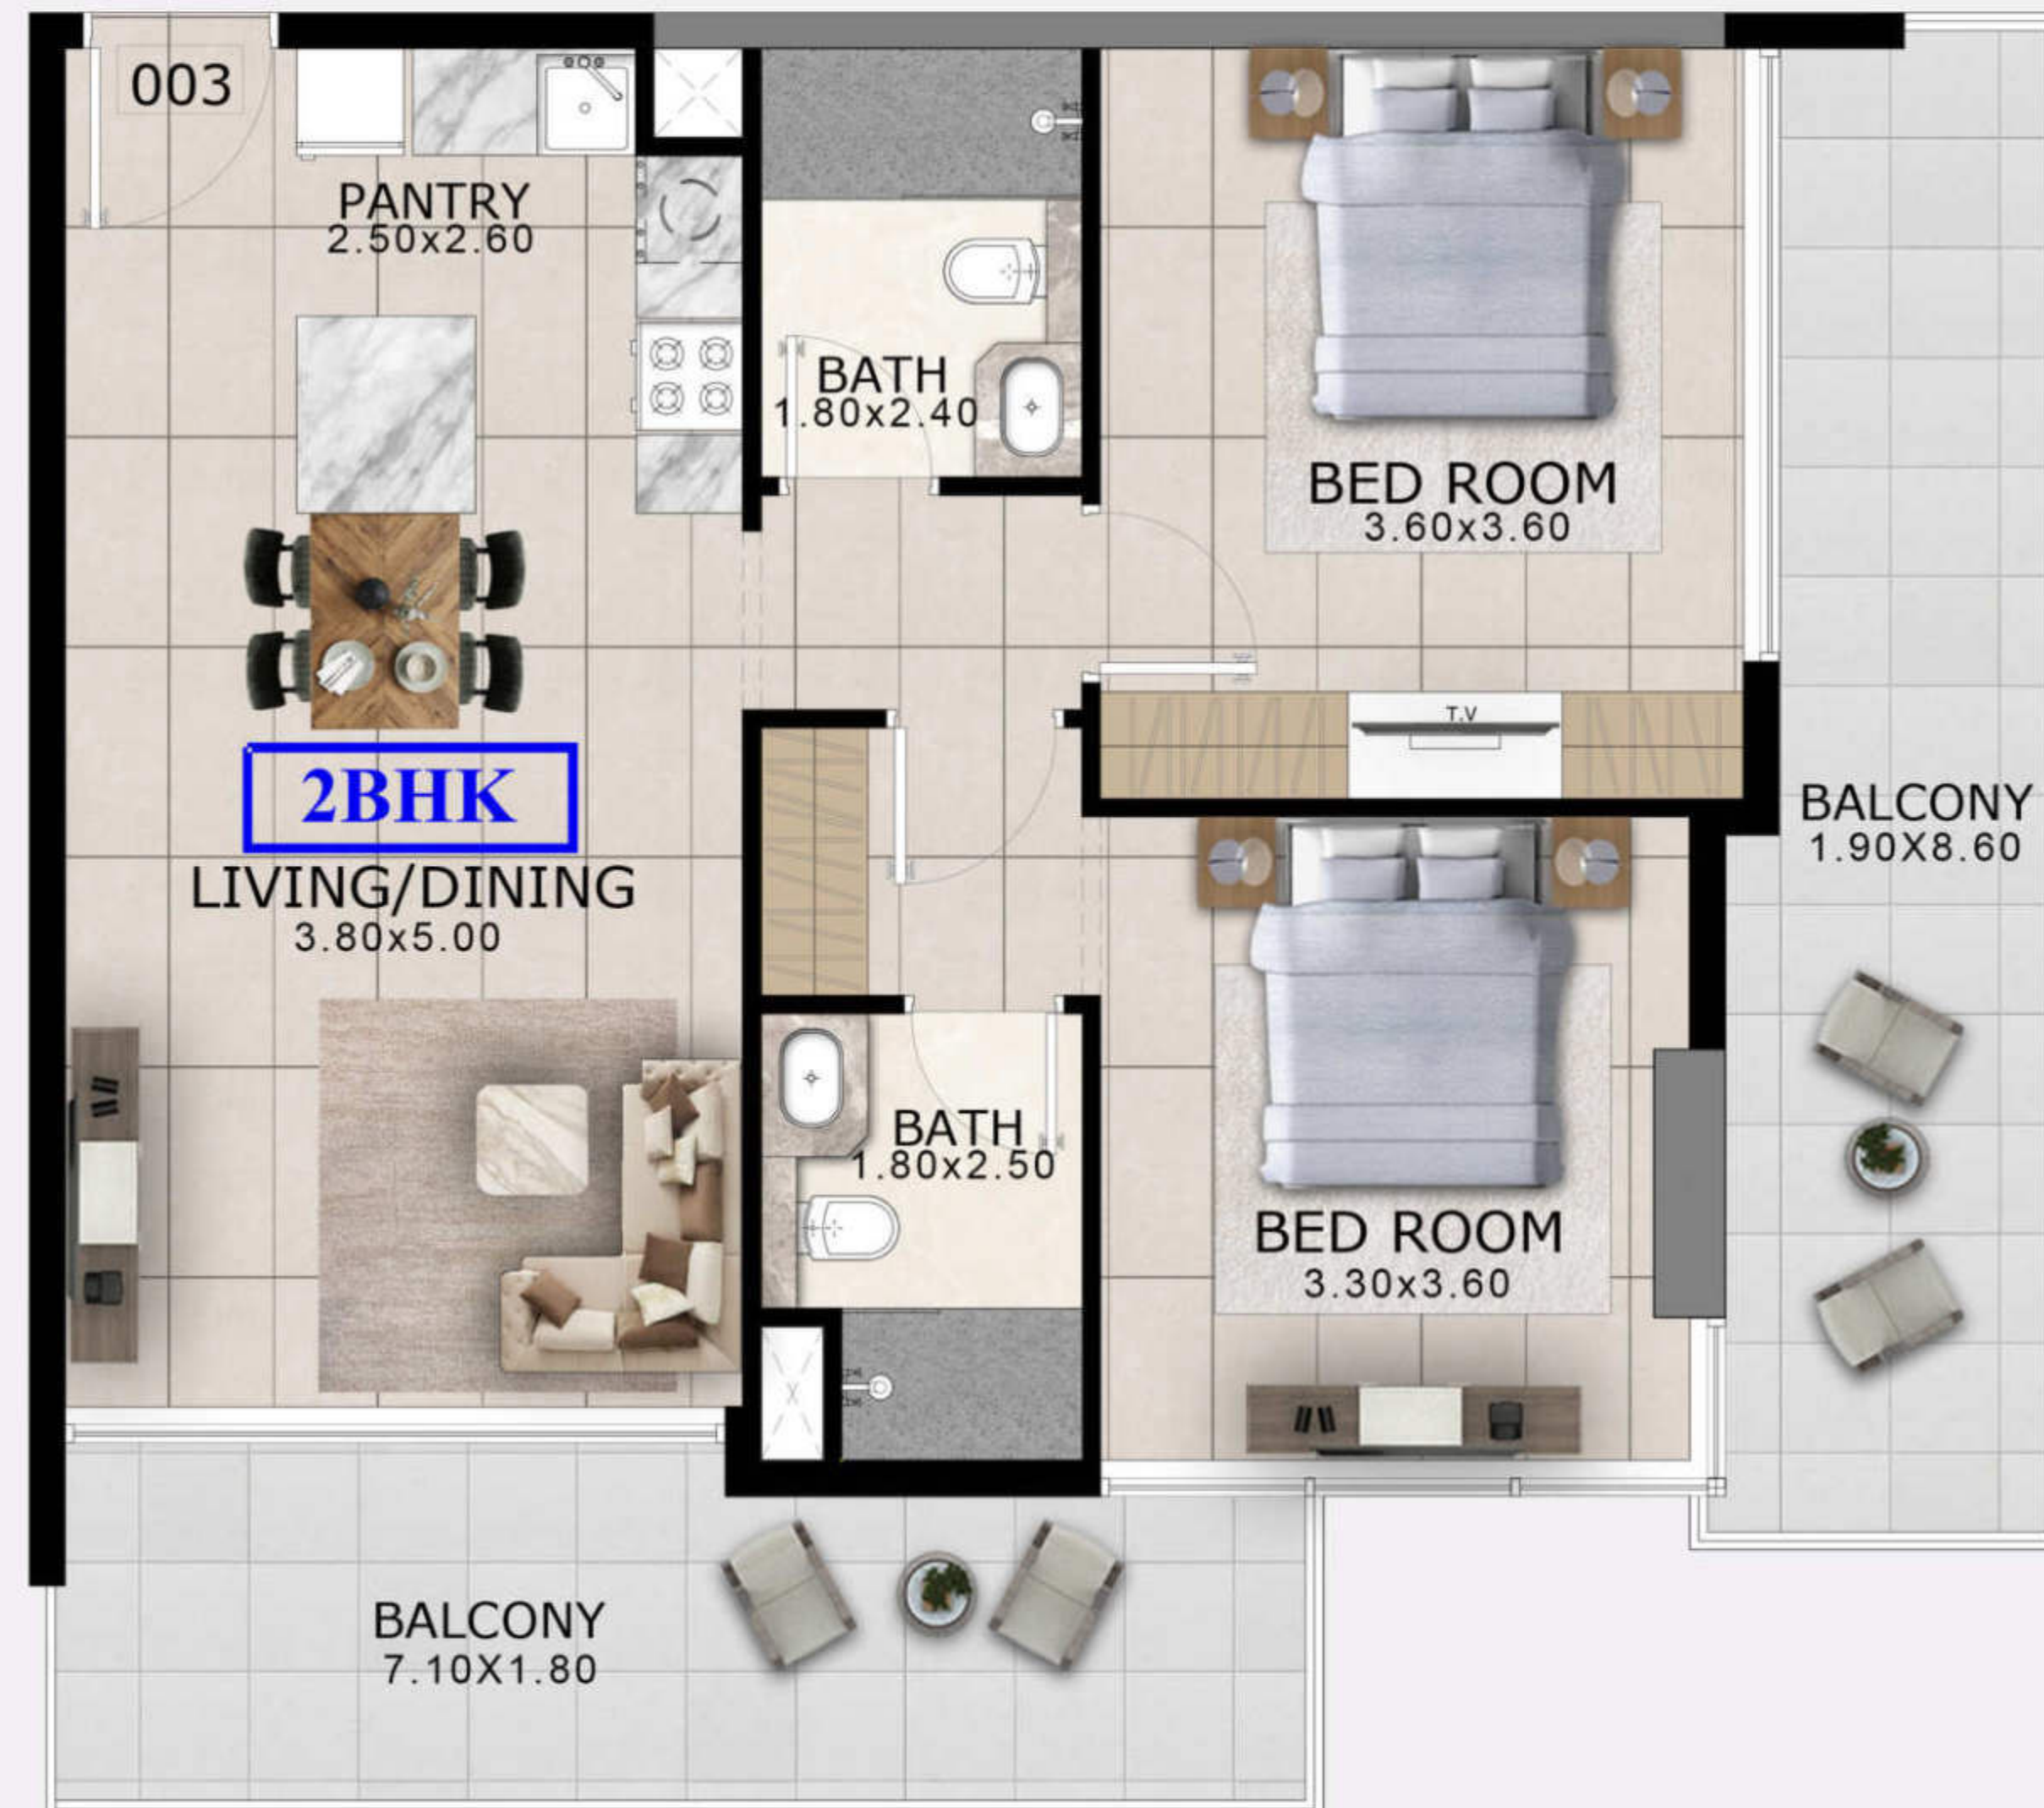 003
PANTRY
2.50x2.60
BATH
1.80x2.40
BED ROOM
3.60x3.60
T.V
2BHK
LIVING/DINING
3.80x5.00
BALCONY
1.90X8.60
BATH
1.80x2.50
BED ROOM
3.30x3.60
BALCONY
7.10X1.80